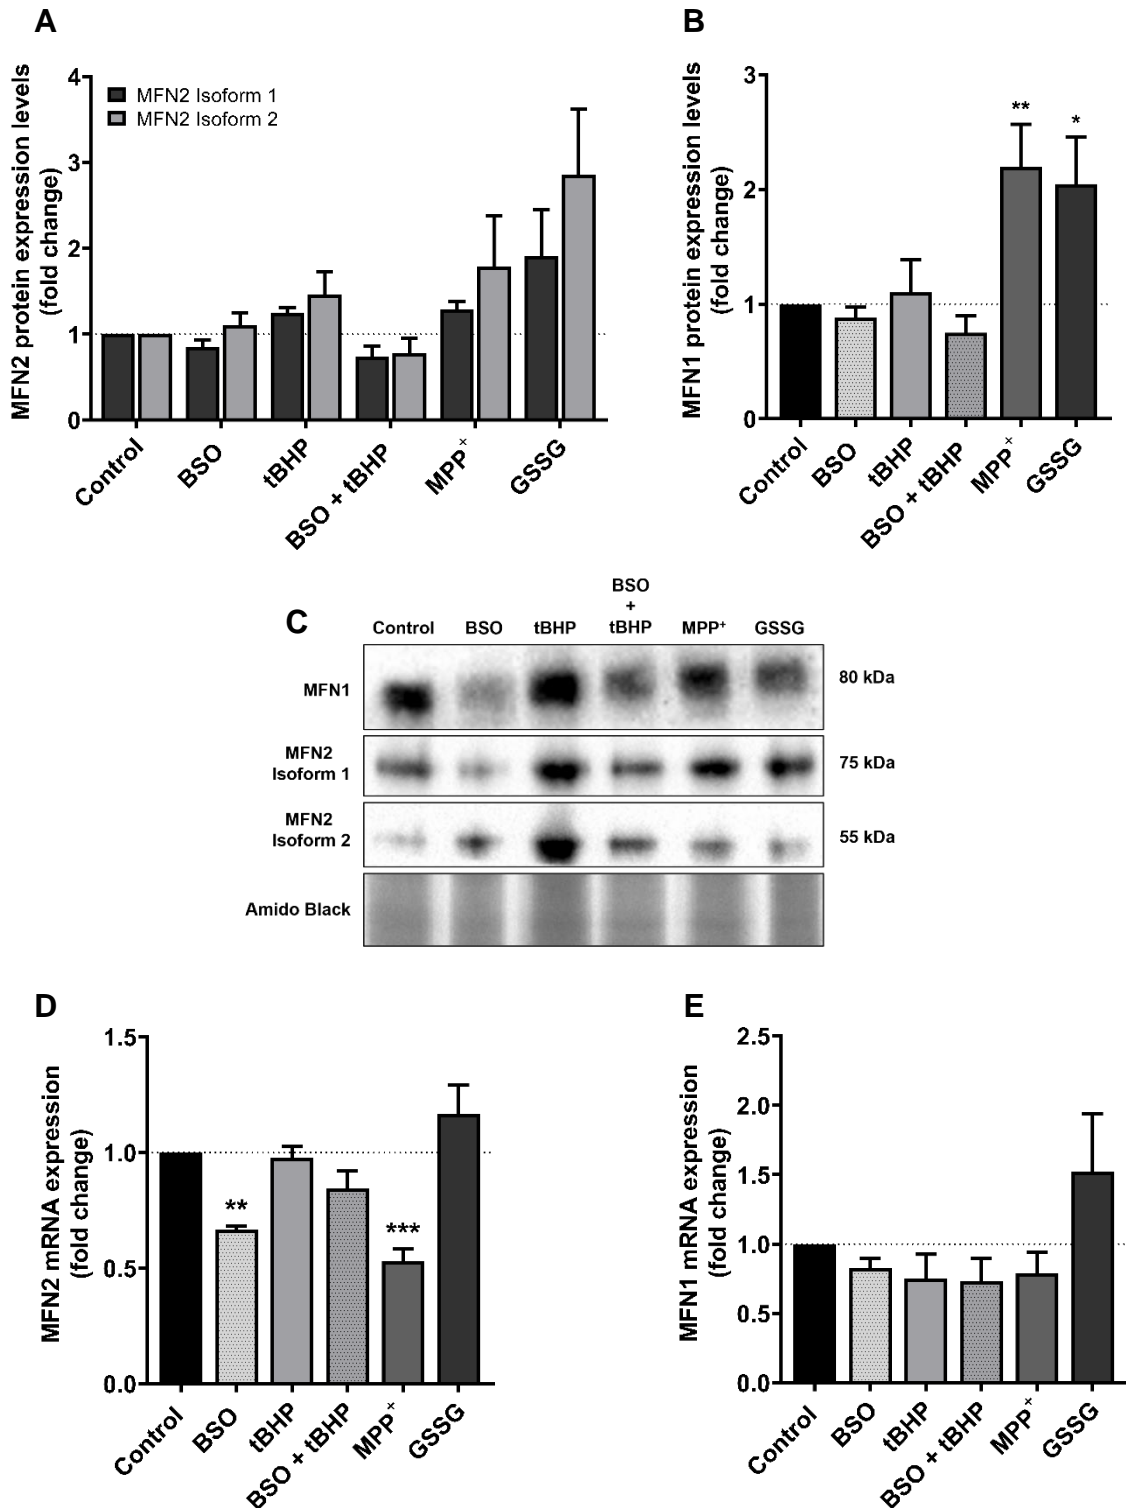 A
MFN2 protein expression levels
(fold change)
4
3
2
1
0
MFN2 Isoform 1
MFN2 Isoform 2
Control
BSO
tBHP
BSO + tBHP
MPP⁺
GSSG
B
MFN1 protein expression levels
(fold change)
3
2
1
0
**
*
Control
BSO
tBHP
BSO + tBHP
MPP⁺
GSSG
C
Control
BSO
tBHP
BSO
+
tBHP
MPP⁺
GSSG
MFN1
80 kDa
MFN2
Isoform 1
75 kDa
MFN2
Isoform 2
55 kDa
Amido Black
D
MFN2 mRNA expression
(fold change)
1.5
1.0
0.5
0.0
**
***
Control
BSO
tBHP
BSO + tBHP
MPP⁺
GSSG
E
MFN1 mRNA expression
(fold change)
2.5
2.0
1.5
1.0
0.5
0.0
Control
BSO
tBHP
BSO + tBHP
MPP⁺
GSSG